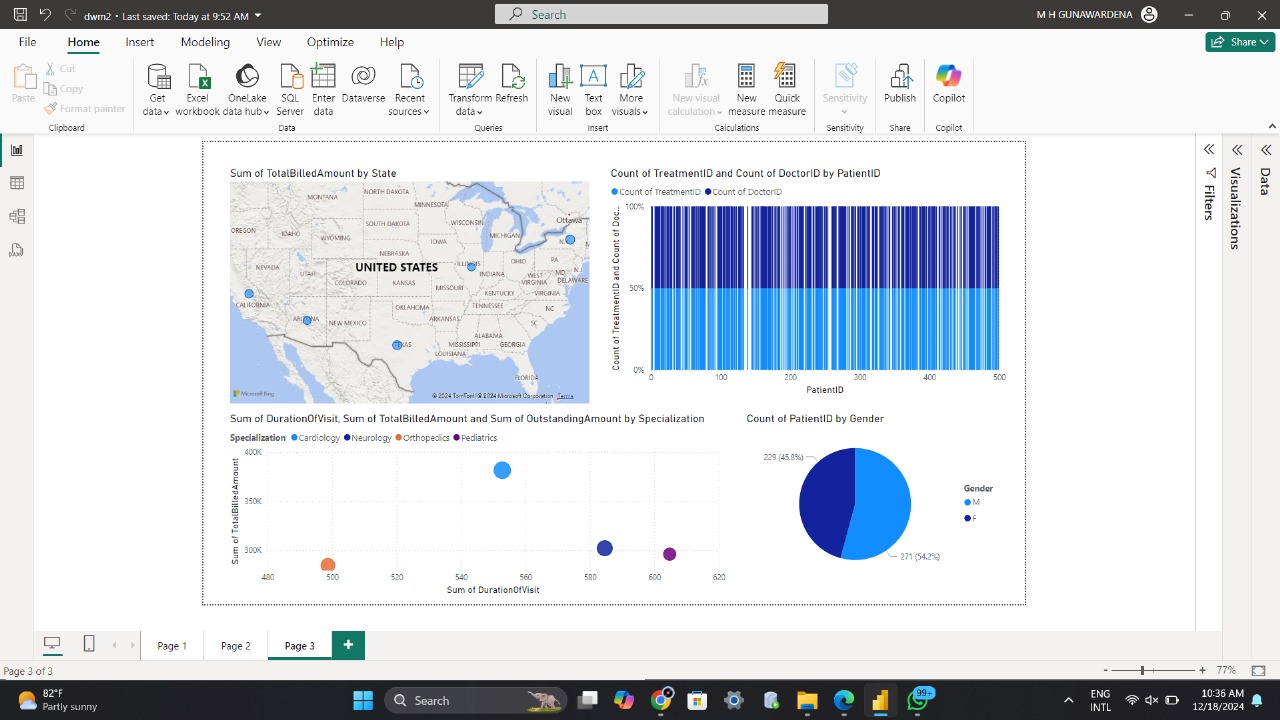 dwm2 • Last saved: Today at 9:52 AM
Search
M H GUNAWARDENA
File Home Insert Modeling View Optimize Help
Share
Paste
Cut
Copy
Format painter
Clipboard
Get data
Excel workbook
OneLake data hub
SQL Server
Enter data
Dataverse
Recent sources
Data
Transform data
Refresh
Queries
New visual
Text box
More visuals
Insert
New visual calculation
New measure
Quick measure
Calculations
Sensitivity
Sensitivity
Publish
Share
Copilot
Copilot
Sum of TotalBilledAmount by State
NORTH DAKOTA
MONTANA
MINNESOTA
Ottawa
OREGON
IDAHO
SOUTH DAKOTA
WISCONSIN
MICHIGAN
WYOMING
IOWA
NEBRASKA
OHIO
PA
NEVADA
UTAH
UNITED STATES
ILLINOIS
INDIANA
MD
DELAWARE
COLORADO
KANSAS
MISSOURI
WEST VIRGINIA
KENTUCKY
VIRGINIA
CALIFORNIA
OKLAHOMA
TENNESSEE
NC
ARIZONA
NEW MEXICO
ARKANSAS
SC
ALABAMA
TEXAS
MISSISSIPPI
GEORGIA
LOUISIANA
FLORIDA
Microsoft Bing
© 2024 TomTom, © 2024 Microsoft Corporation Terms
Count of TreatmentID and Count of DoctorID by PatientID
Count of TreatmentID Count of DoctorID
Count of TreatmentID and Count of Doc...
100%
50%
0%
0 100 200 300 400 500
PatientID
Sum of DurationOfVisit, Sum of TotalBilledAmount and Sum of OutstandingAmount by Specialization
Specialization Cardiology Neurology Orthopedics Pediatrics
Sum of TotalBilledAmount
400K
350K
300K
480 500 520 540 560 580 600 620
Sum of DurationOfVisit
Count of PatientID by Gender
229 (45.8%)
271 (54.2%)
Gender
M
F
Filters
Visualizations
Data
Page 1 Page 2 Page 3 +
Page 3 of 3
- + 77%
82°F
Partly sunny
Search
99+
ENG
INTL
10:36 AM
12/18/2024